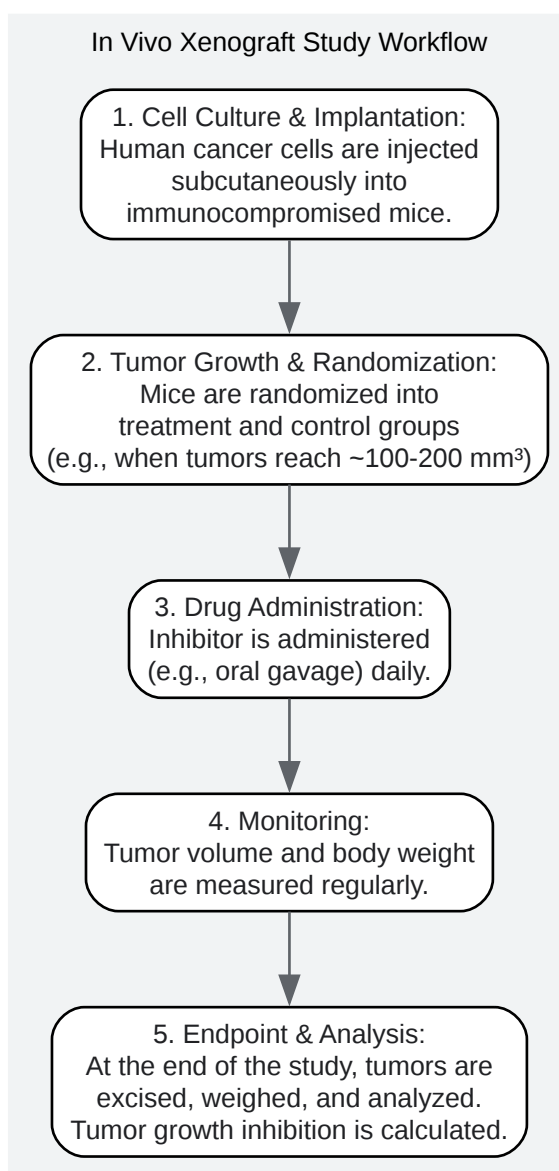 In Vivo Xenograft Study Workflow
1. Cell Culture & Implantation:
Human cancer cells are injected
subcutaneously into
immunocompromised mice.
2. Tumor Growth & Randomization:
Mice are randomized into
treatment and control groups
(e.g., when tumors reach ~100-200 mm³)
3. Drug Administration:
Inhibitor is administered
(e.g., oral gavage) daily.
4. Monitoring:
Tumor volume and body weight
are measured regularly.
5. Endpoint & Analysis:
At the end of the study, tumors are
excised, weighed, and analyzed.
Tumor growth inhibition is calculated.